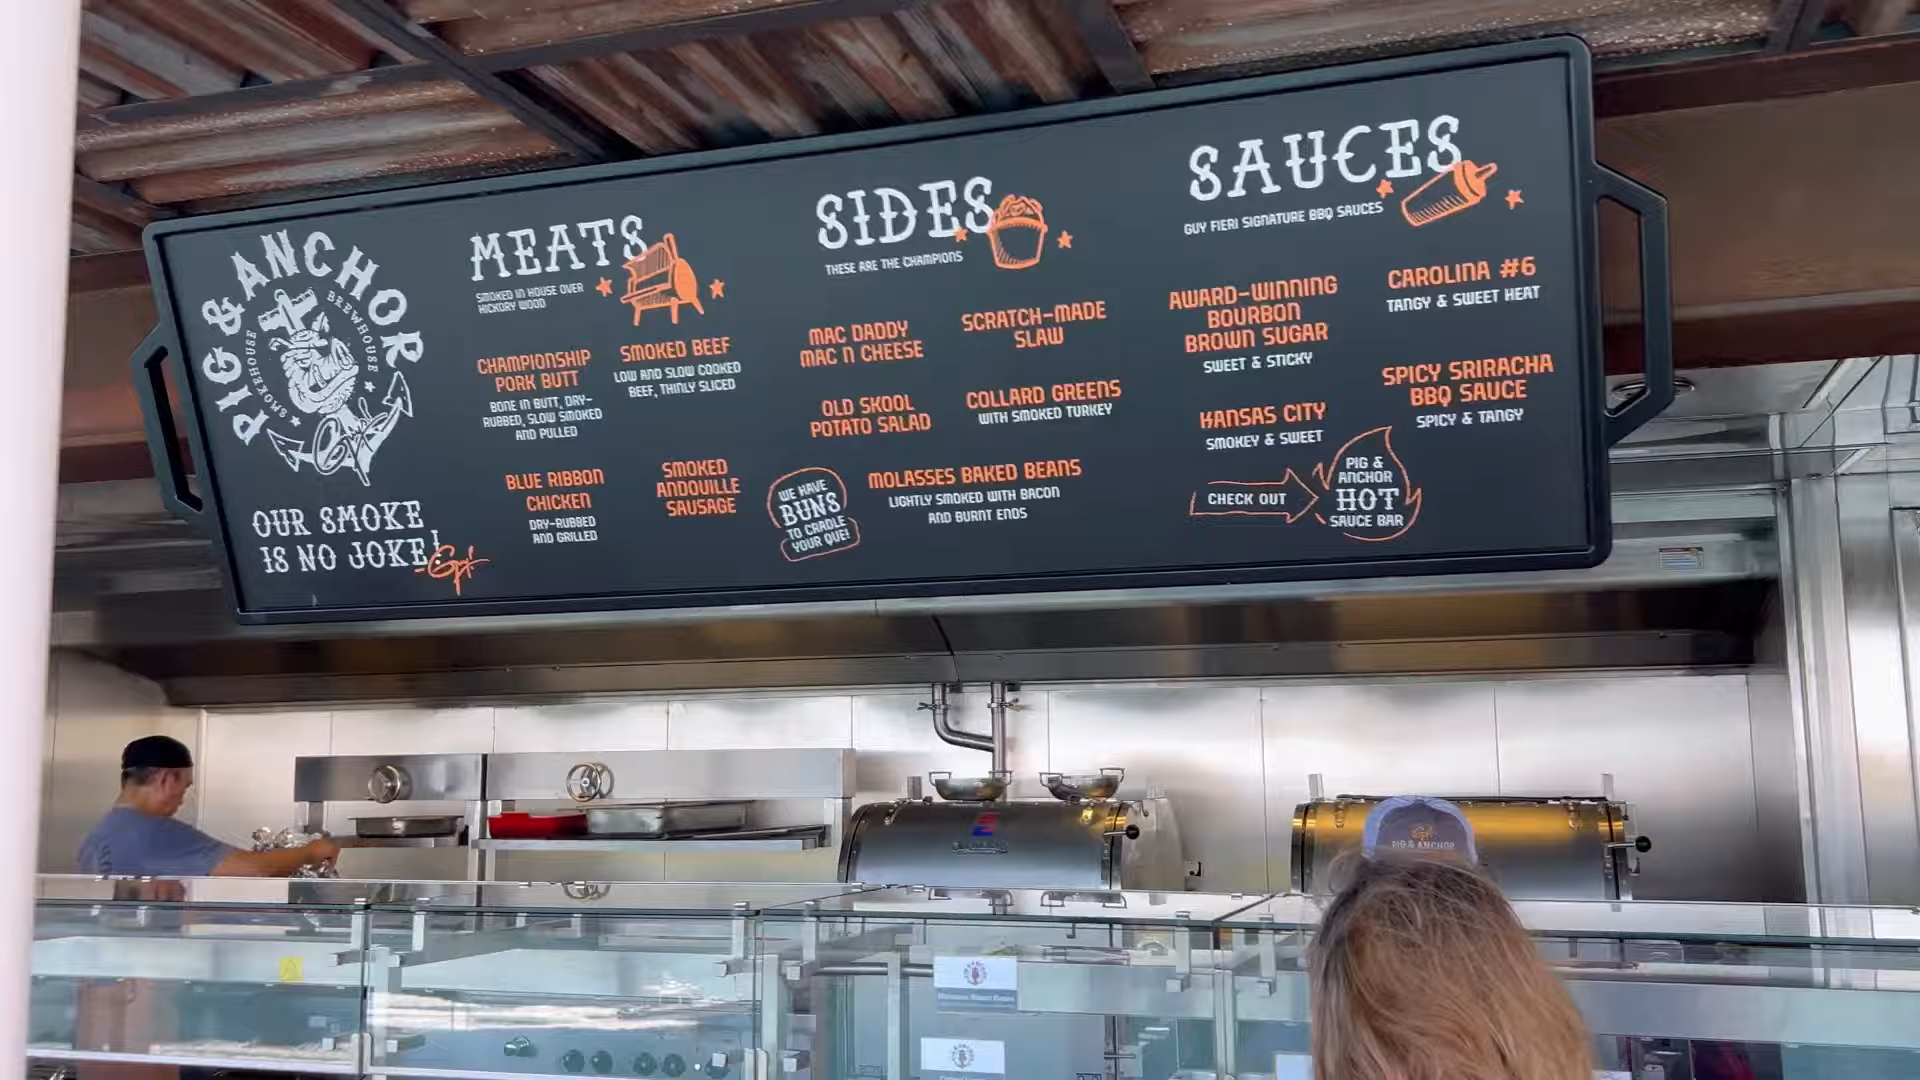 PIG & ANCHOR
SMOKEHOUSE
BREWHOUSE
OUR SMOKE
IS NO JOKE!
MEATS
SMOKED IN HOUSE OVER
HICKORY WOOD
CHAMPIONSHIP
PORK BUTT
BONE IN BUTT, DRY-
RUBBED, SLOW SMOKED
AND PULLED
SMOKED BEEF
LOW AND SLOW COOKED
BEEF, THINLY SLICED
BLUE RIBBON
CHICKEN
DRY-RUBBED
AND GRILLED
SMOKED
ANDOUILLE
SAUSAGE
SIDES
THESE ARE THE CHAMPIONS
MAC DADDY
MAC N CHEESE
SCRATCH-MADE
SLAW
OLD SKOOL
POTATO SALAD
COLLARD GREENS
WITH SMOKED TURKEY
WE HAVE
BUNS
TO CRADLE
YOUR QUE!
MOLASSES BAKED BEANS
LIGHTLY SMOKED WITH BACON
AND BURNT ENDS
SAUCES
GUY FIERI SIGNATURE BBQ SAUCES
AWARD-WINNING
BOURBON
BROWN SUGAR
SWEET & STICKY
CAROLINA #6
TANGY & SWEET HEAT
KANSAS CITY
SMOKEY & SWEET
SPICY SRIRACHA
BBQ SAUCE
SPICY & TANGY
CHECK OUT
PIG &
ANCHOR
HOT
SAUCE BAR
PIG & ANCHOR